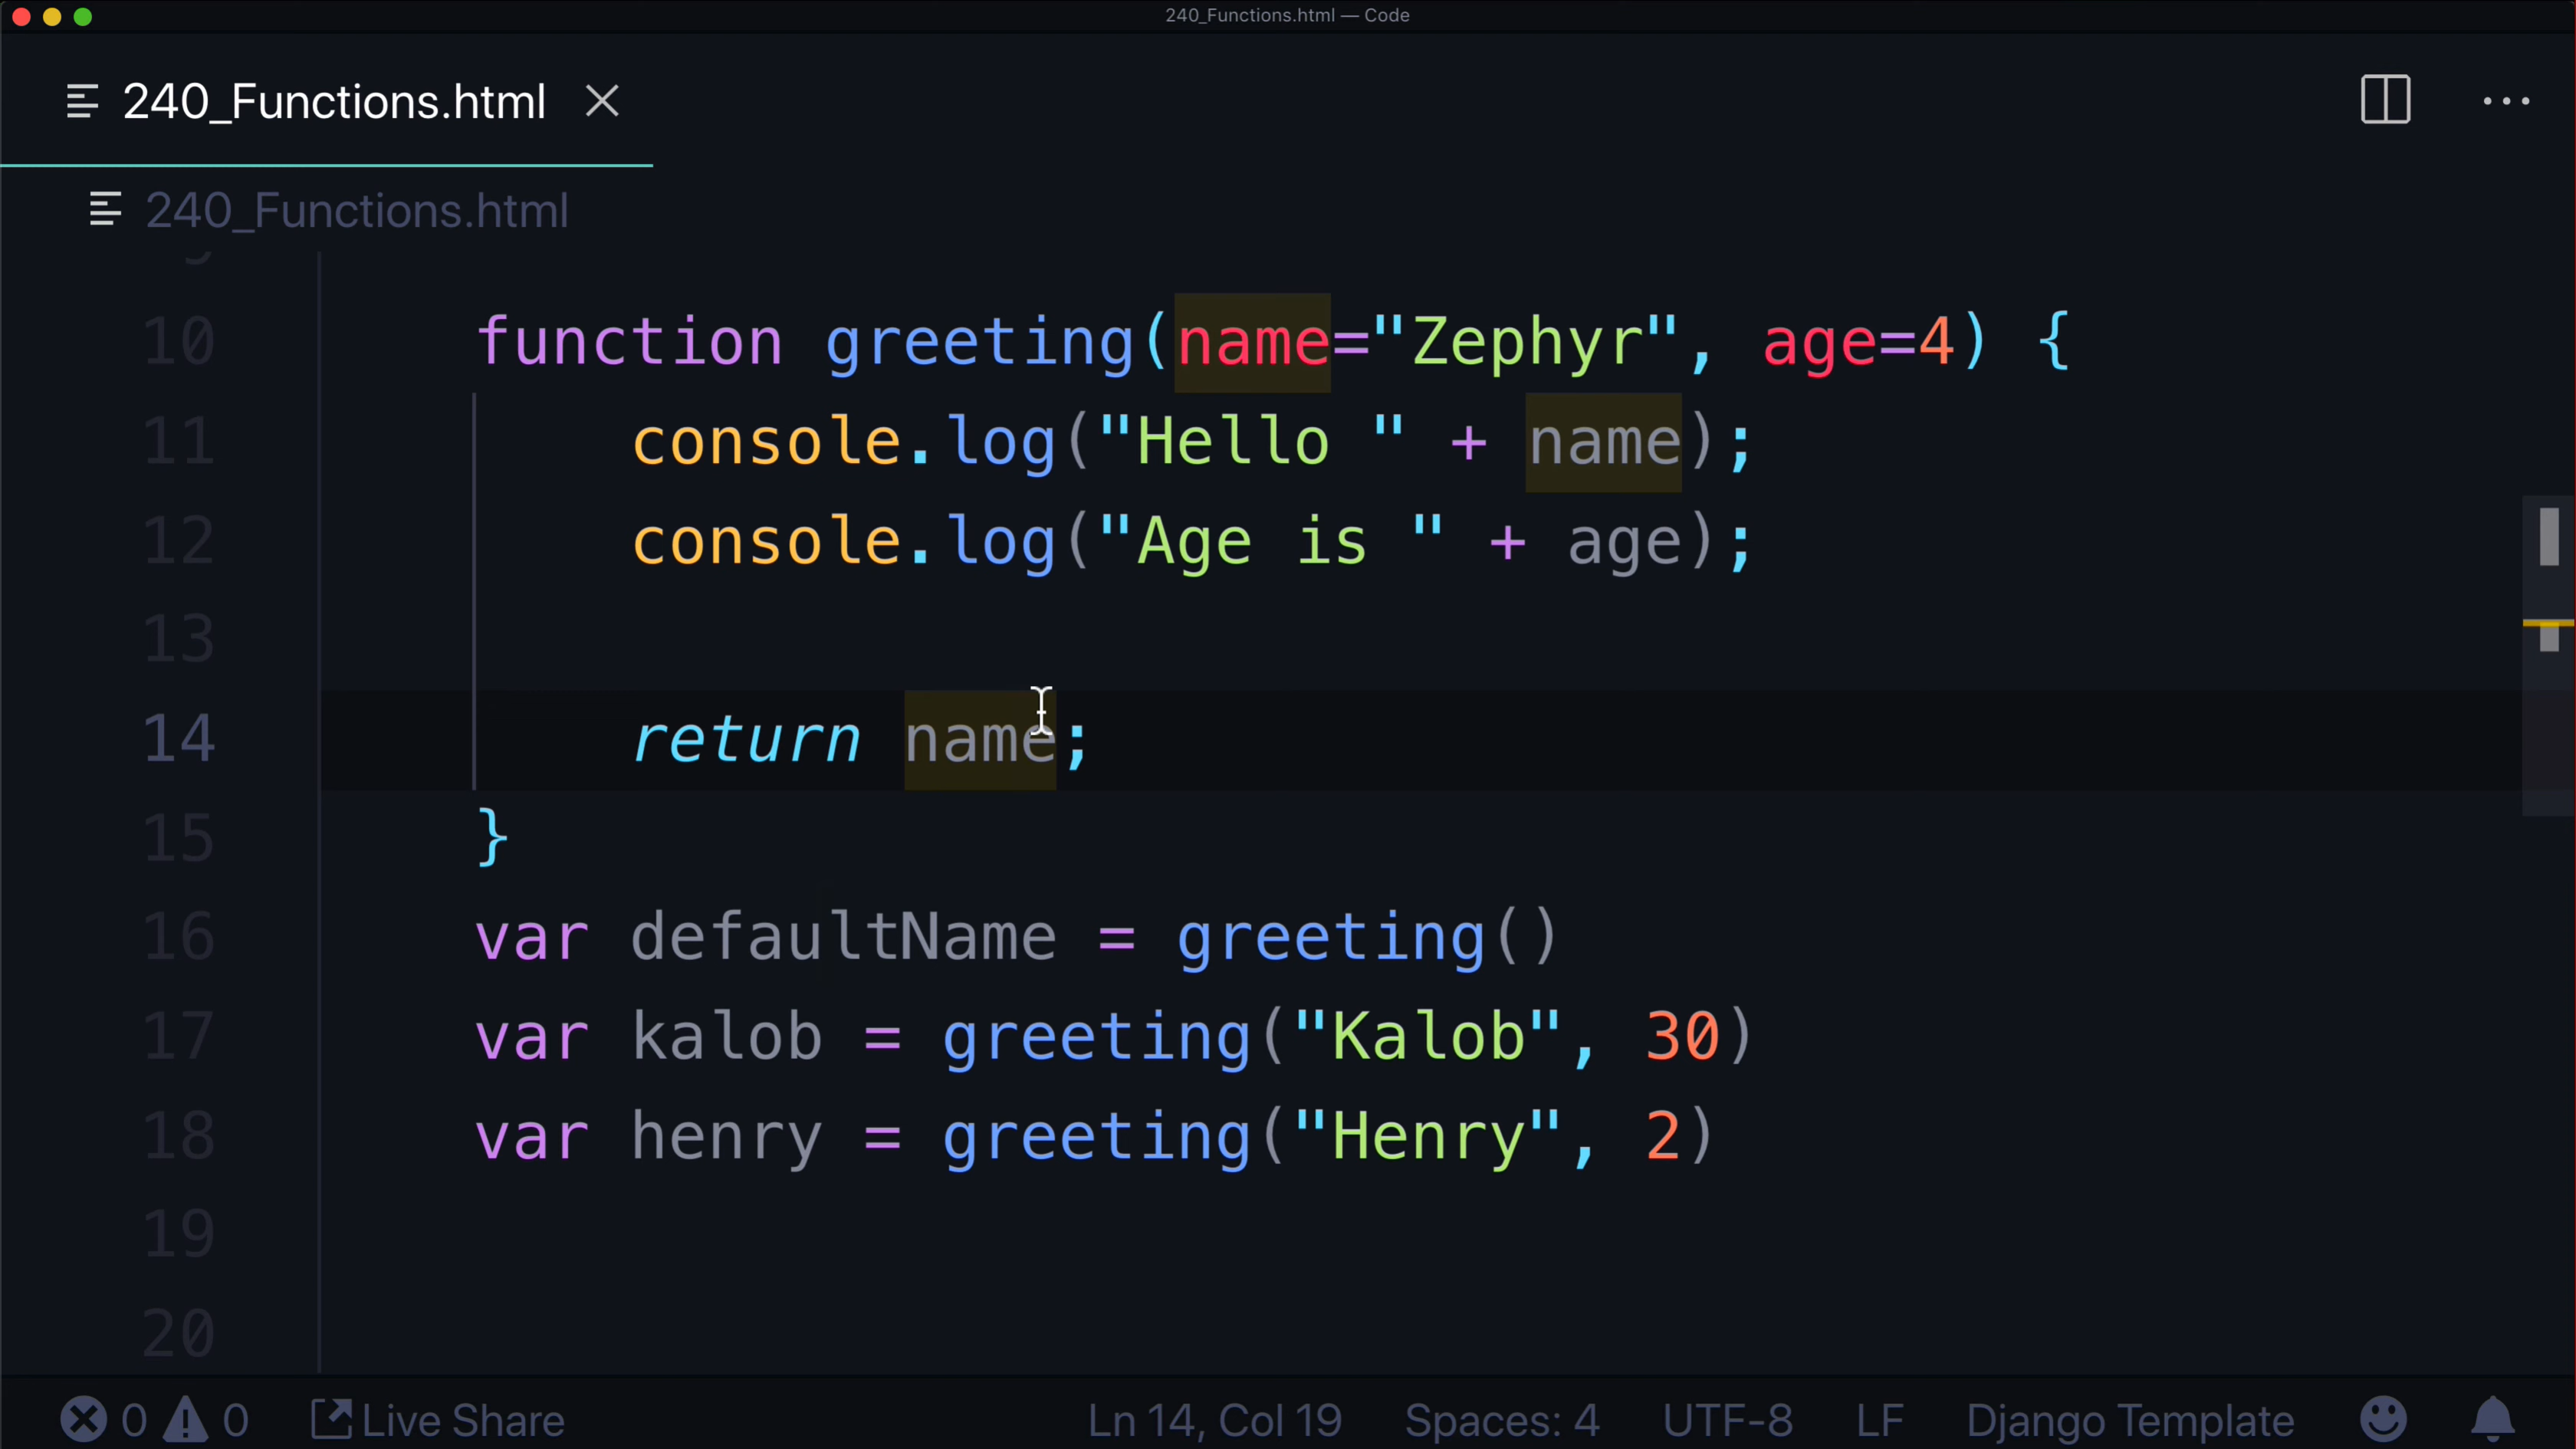 240_Functions.html — Code
240_Functions.html
240_Functions.html
9
10 function greeting(name="Zephyr", age=4) {
11 console.log("Hello " + name);
12 console.log("Age is " + age);
13
14 return name;
15 }
16 var defaultName = greeting()
17 var kalob = greeting("Kalob", 30)
18 var henry = greeting("Henry", 2)
19
20
0 0 Live Share Ln 14, Col 19 Spaces: 4 UTF-8 LF Django Template